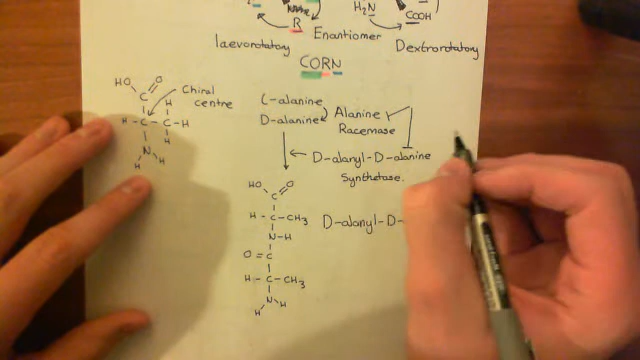 H₂N
R
COOH
laevorotatory Enantiomer Dextrorotatory
CORN
HO O
C
H
H-C-C-H
H
N
H H
Chiral
centre
L-alanine
D-alanine
Alanine
Racemase
D-alanyl-D-alanine
Synthetase.
HO O
C
H-C-CH₃
N-H
O=C
H-C-CH₃
N-H
H
D-alanyl-D-